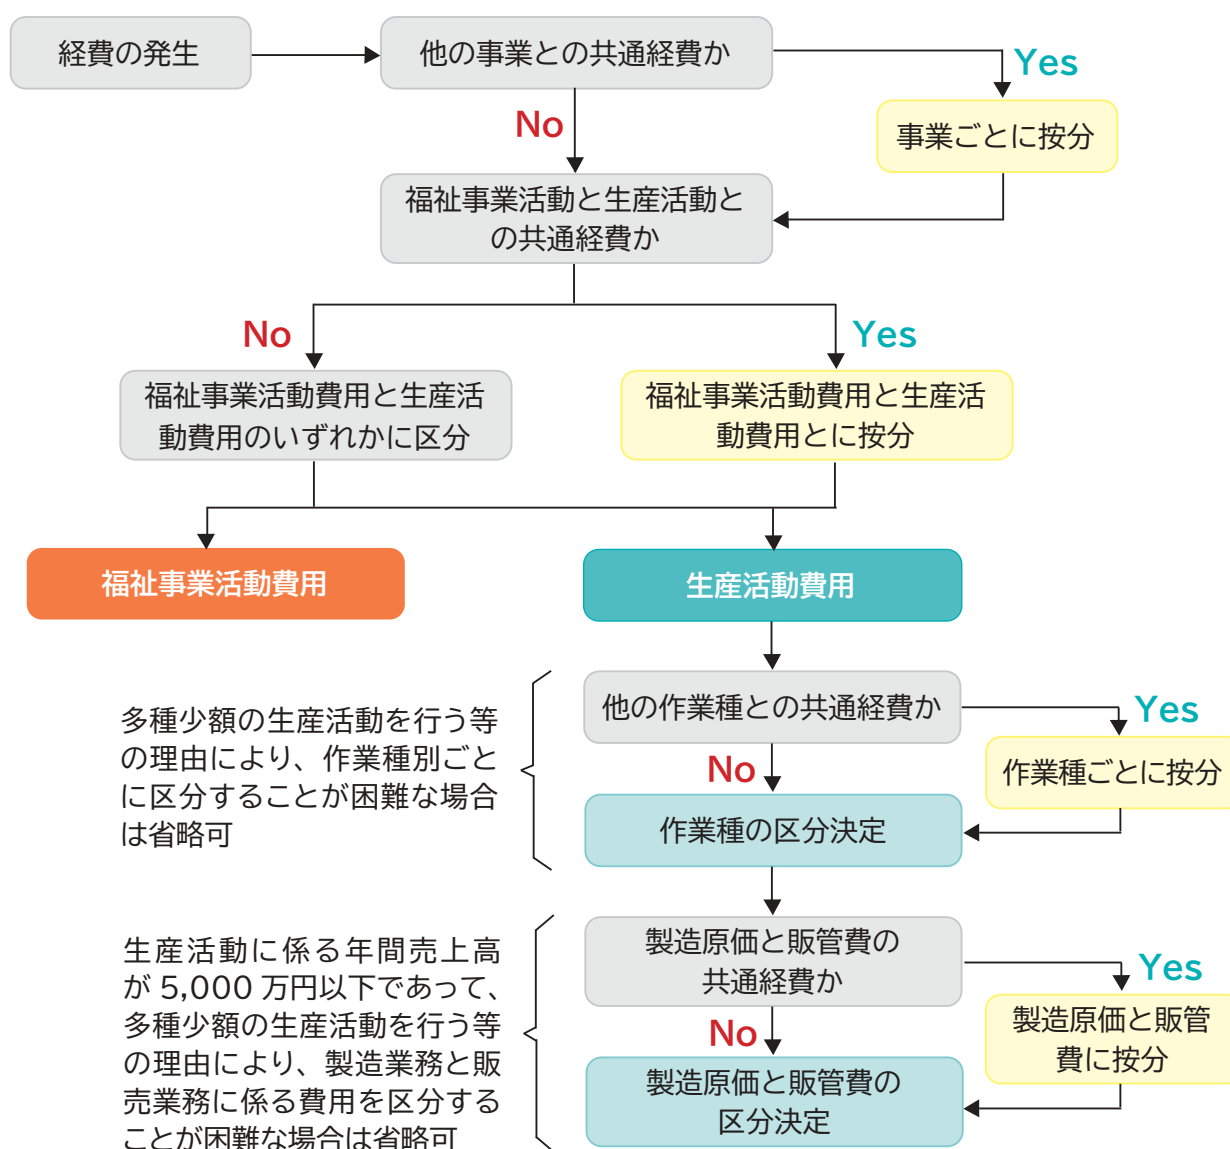 経費の発生
他の事業との共通経費か
Yes
No
事業ごとに按分
福祉事業活動と生産活動と
の共通経費か
No
Yes
福祉事業活動費用と生産活
動費用のいずれかに区分
福祉事業活動費用と生産活
動費用とに按分
福祉事業活動費用
生産活動費用
多種少額の生産活動を行う等
の理由により、作業種別ごと
に区分することが困難な場合
は省略可
他の作業種との共通経費か
Yes
No
作業種ごとに按分
作業種の区分決定
生産活動に係る年間売上高
が 5,000 万円以下であって、
多種少額の生産活動を行う等
の理由により、製造業務と販
売業務に係る費用を区分する
ことが困難な場合は省略可
製造原価と販管費の
共通経費か
Yes
No
製造原価と販管
費に按分
製造原価と販管費の
区分決定